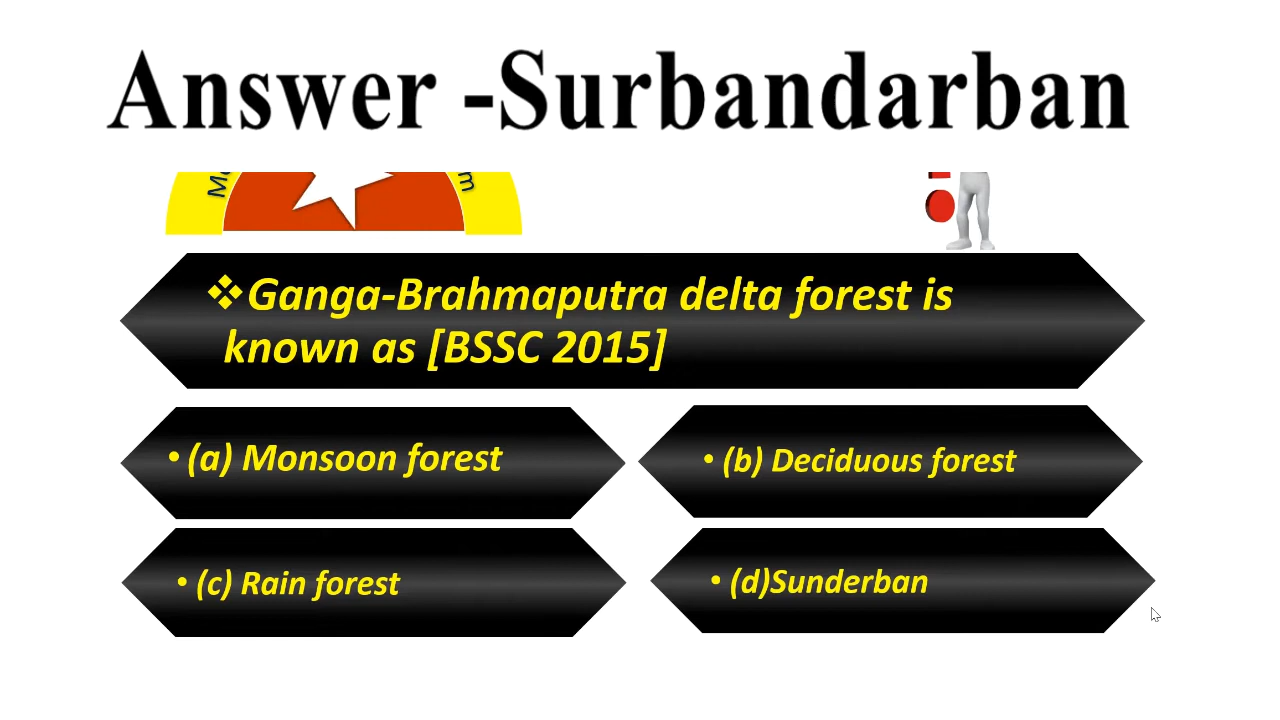 Answer -Surbandarban
❖Ganga-Brahmaputra delta forest is
known as [BSSC 2015]
• (a) Monsoon forest
• (b) Deciduous forest
• (c) Rain forest
• (d)Sunderban